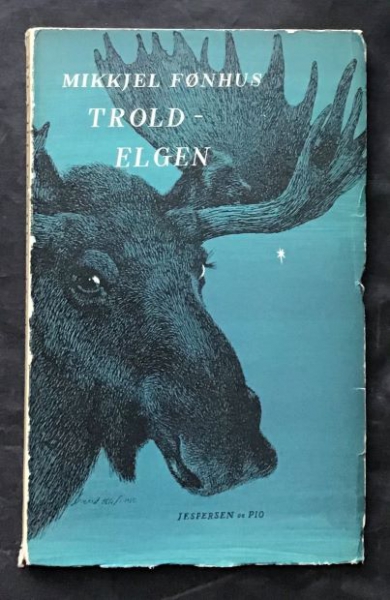 MIKKJEL FØNHUS
TROLD-
ELGEN
JESPERSEN OG PIO